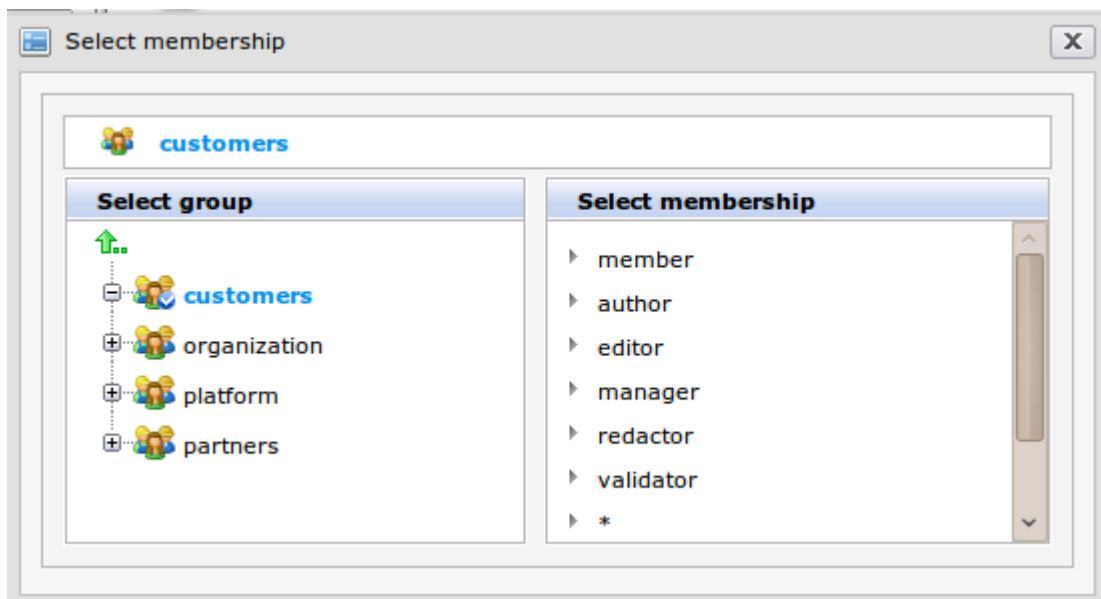 Select membership
X
customers
Select group
Select membership
..
customers
organization
platform
partners
member
author
editor
manager
redactor
validator
*